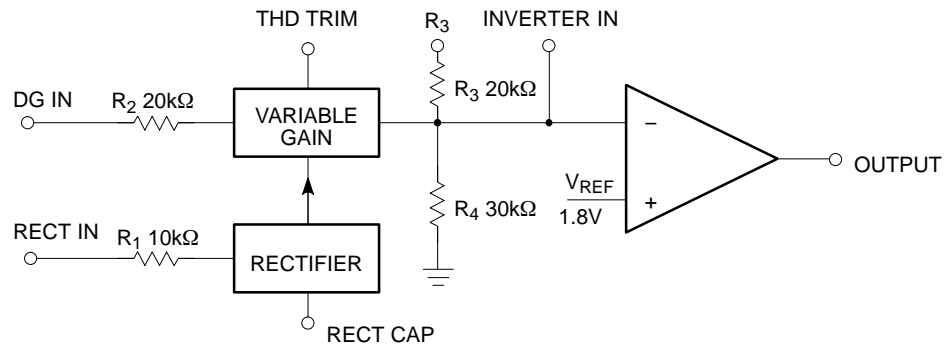 THD TRIM
R3
INVERTER IN
DG IN
R2 20kΩ
VARIABLE
GAIN
R3 20kΩ
−
OUTPUT
VREF
1.8V
+
R4 30kΩ
RECT IN
R1 10kΩ
RECTIFIER
RECT CAP